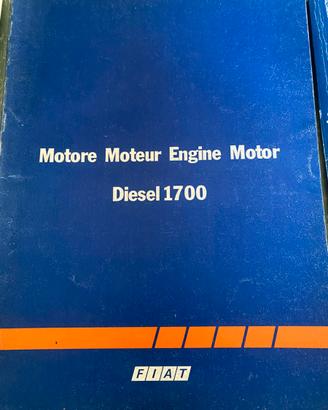 Motore Moteur Engine Motor
Diesel 1700
FIAT